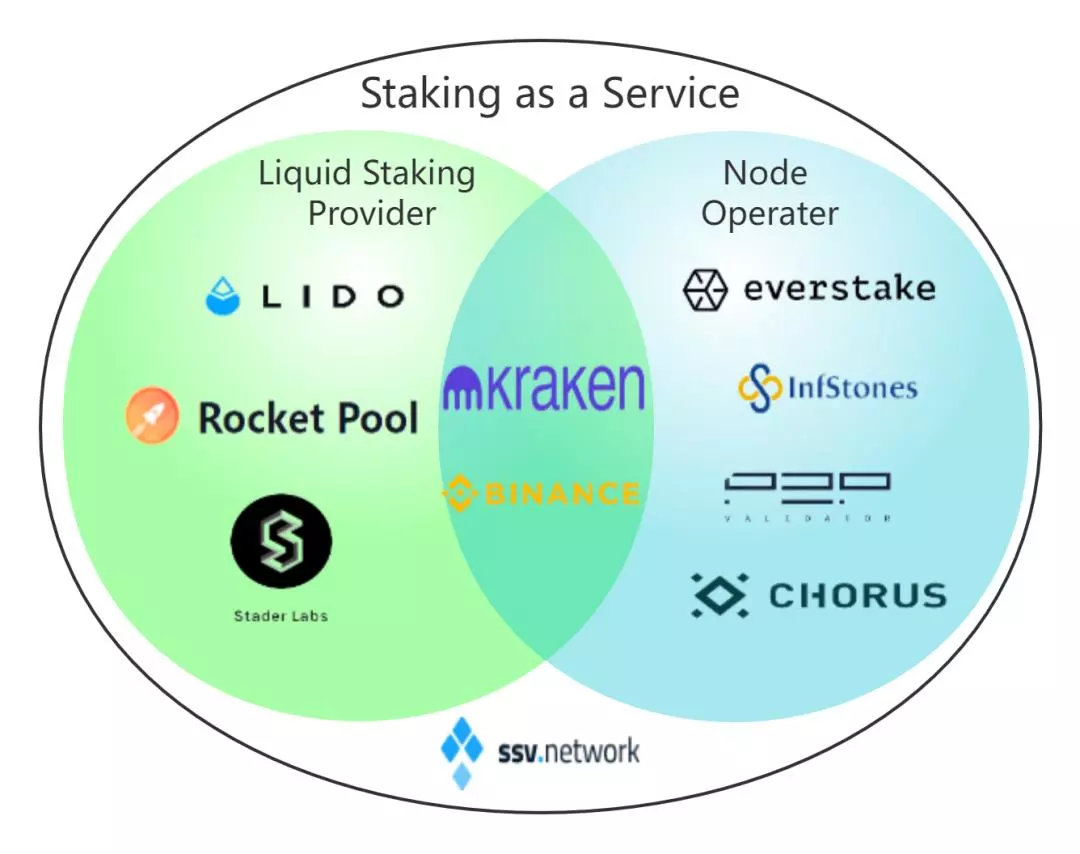 Staking as a Service
Liquid Staking
Provider
Node
Operater
LIDO
everstake
mKraken
InfStones
Rocket Pool
BINANCE
P2P
VALIDATOR
Stader Labs
CHORUS
ssv.network